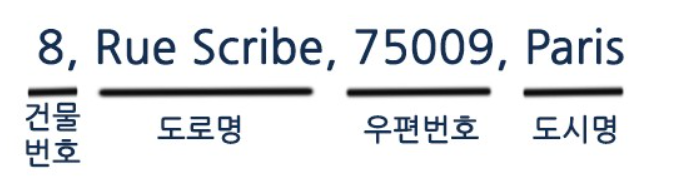 8, Rue Scribe, 75009, Paris
건물 도로명 우편번호 도시명
번호